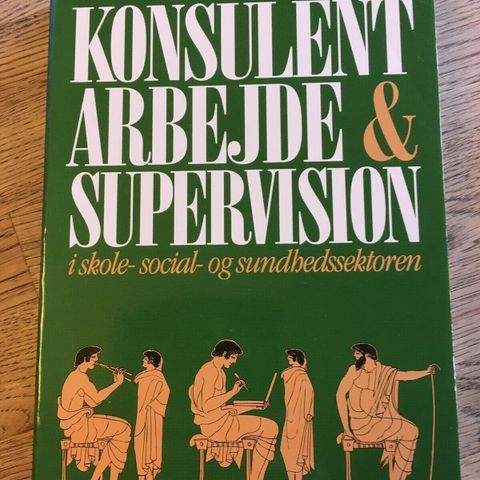 KONSULENT
ARBEJDE &
SUPERVISION
i skole- social- og sundhedssektoren